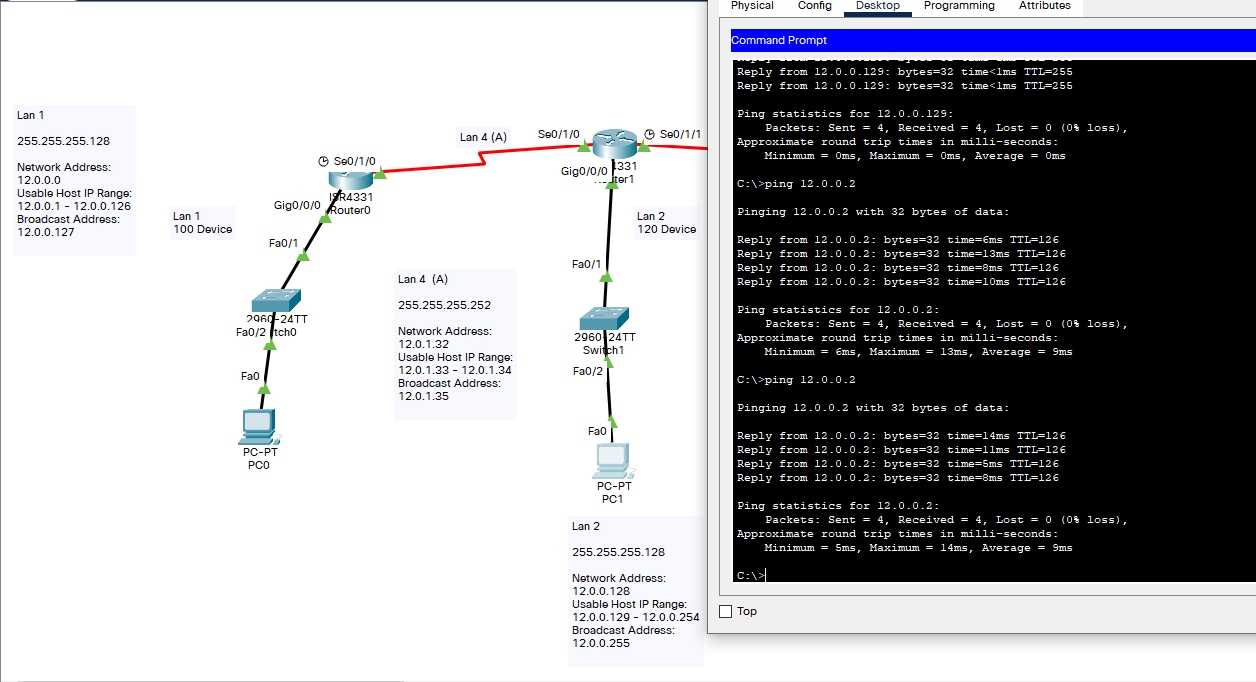 Physical Config Desktop Programming Attributes
Command Prompt
Reply from 12.0.0.129: bytes=32 time<1ms TTL=255
Reply from 12.0.0.129: bytes=32 time<1ms TTL=255
Ping statistics for 12.0.0.129:
Packets: Sent = 4, Received = 4, Lost = 0 (0% loss),
Approximate round trip times in milli-seconds:
Minimum = 0ms, Maximum = 0ms, Average = 0ms
C:\>ping 12.0.0.2
Pinging 12.0.0.2 with 32 bytes of data:
Reply from 12.0.0.2: bytes=32 time=6ms TTL=126
Reply from 12.0.0.2: bytes=32 time=13ms TTL=126
Reply from 12.0.0.2: bytes=32 time=8ms TTL=126
Reply from 12.0.0.2: bytes=32 time=10ms TTL=126
Ping statistics for 12.0.0.2:
Packets: Sent = 4, Received = 4, Lost = 0 (0% loss),
Approximate round trip times in milli-seconds:
Minimum = 6ms, Maximum = 13ms, Average = 9ms
C:\>ping 12.0.0.2
Pinging 12.0.0.2 with 32 bytes of data:
Reply from 12.0.0.2: bytes=32 time=14ms TTL=126
Reply from 12.0.0.2: bytes=32 time=11ms TTL=126
Reply from 12.0.0.2: bytes=32 time=5ms TTL=126
Reply from 12.0.0.2: bytes=32 time=8ms TTL=126
Ping statistics for 12.0.0.2:
Packets: Sent = 4, Received = 4, Lost = 0 (0% loss),
Approximate round trip times in milli-seconds:
Minimum = 5ms, Maximum = 14ms, Average = 9ms
C:\>
Top
Lan 1
255.255.255.128
Network Address:
12.0.0.0
Usable Host IP Range:
12.0.0.1 - 12.0.0.126
Broadcast Address:
12.0.0.127
Lan 1
100 Device
Se0/1/0
ISR4331
Router0
Gig0/0/0
Fa0/1
2960-24TT
Fa0/2
Fa0
PC-PT
PC0
Lan 4 (A)
Lan 4 (A)
255.255.255.252
Network Address:
12.0.1.32
Usable Host IP Range:
12.0.1.33 - 12.0.1.34
Broadcast Address:
12.0.1.35
Se0/1/0
Se0/1/1
Gig0/0/0
Lan 2
120 Device
Fa0/1
2960-24TT
Switch1
Fa0/2
Fa0
PC-PT
PC1
Lan 2
255.255.255.128
Network Address:
12.0.0.128
Usable Host IP Range:
12.0.0.129 - 12.0.0.254
Broadcast Address:
12.0.0.255